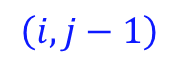 (i, j − 1)